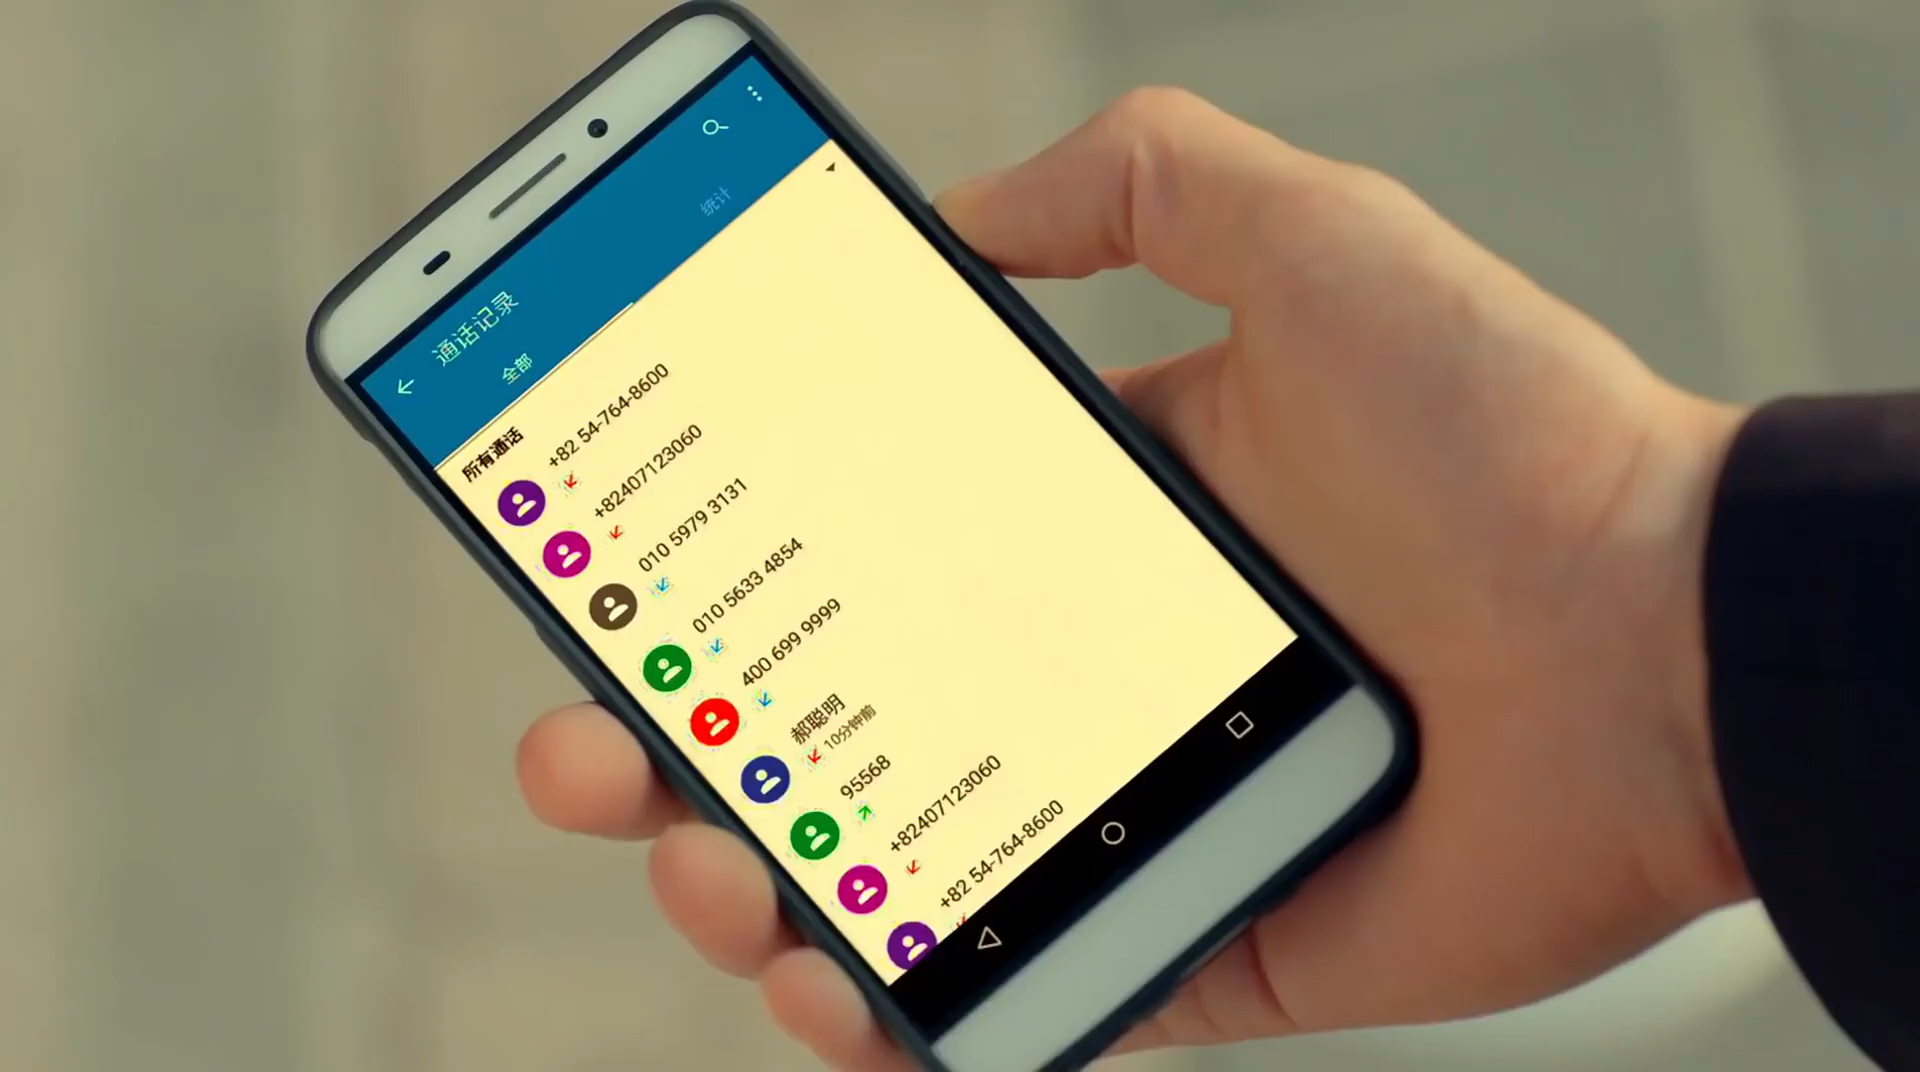 通话记录
全部
统计
所有通话
+82 54-764-8600
+82407123060
010 5979 3131
010 5633 4854
400 699 9999
郝聪明
10分钟前
95568
+82407123060
+82 54-764-8600